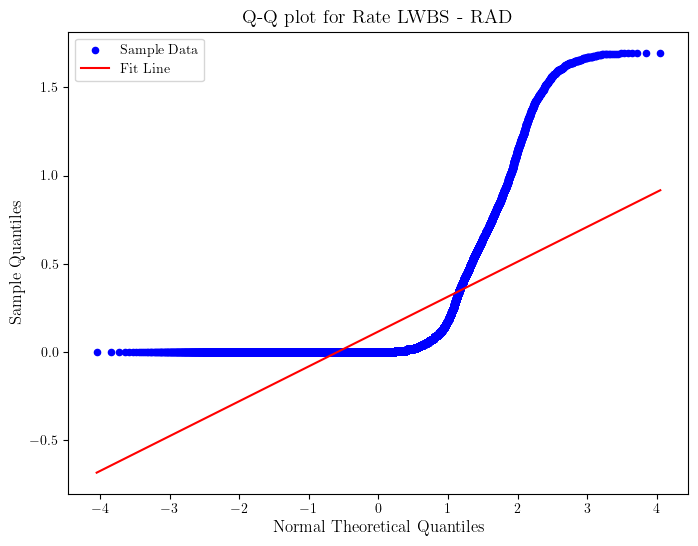 Q-Q plot for Rate LWBS - RAD
Sample Data
Fit Line
Sample Quantiles
1.5
1.0
0.5
0.0
−0.5
−4 −3 −2 −1 0 1 2 3 4
Normal Theoretical Quantiles